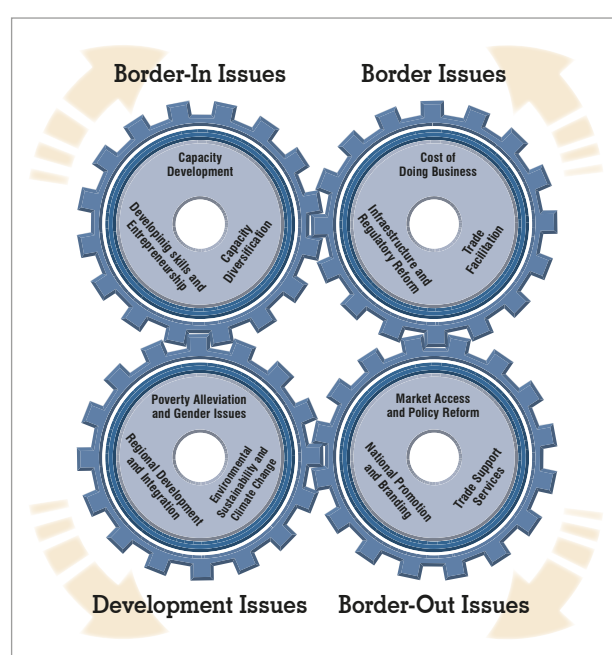 Border-In Issues
Border Issues
Capacity
Development
Developinig skills and
Entrepreneurship
Capacity
Diversification
Cost of
Doing Business
Infraestructure and
Regulatory Reform
Trade
Facilitation
Poverty Alleviation
and Gender Issues
Regional Development
and Integration
Environmental
Sustainability and
Climate Change
Market Access
and Policy Reform
National Promotion
and Branding
Trade Support
Services
Development Issues
Border-Out Issues